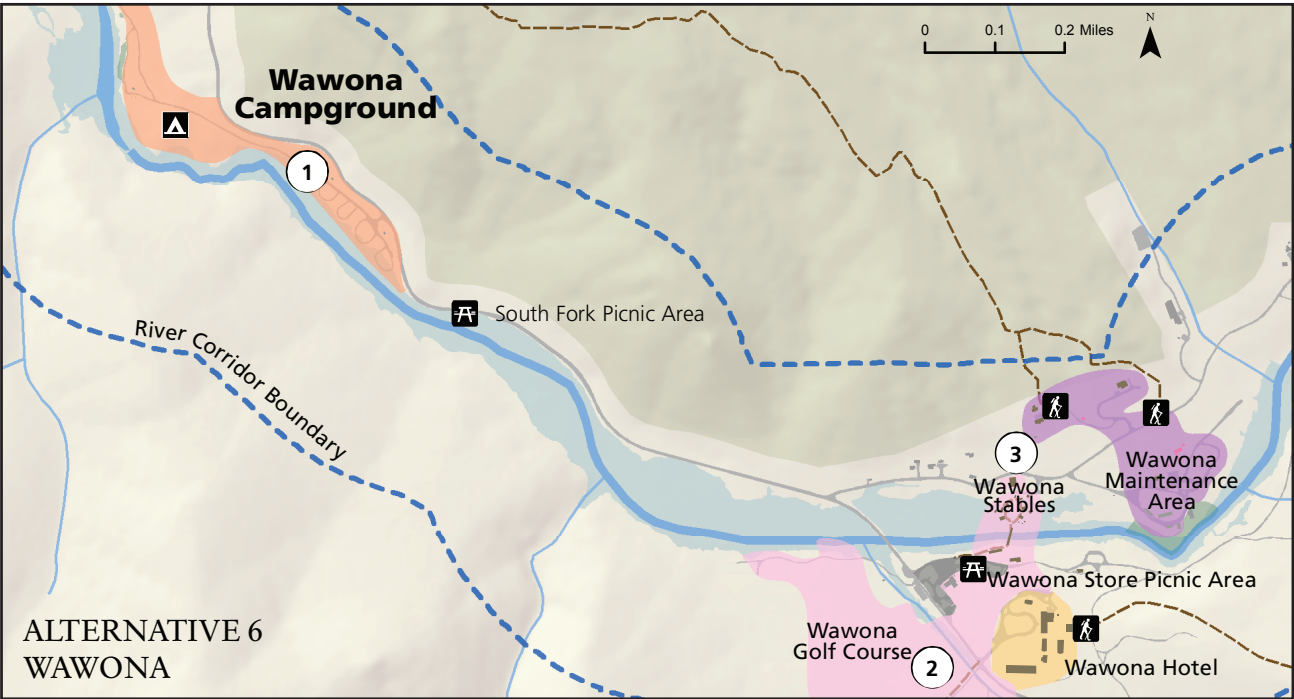 N
0 0.1 0.2 Miles
Wawona
Campground
1
South Fork Picnic Area
River Corridor Boundary
3
Wawona
Stables
Wawona
Maintenance
Area
Wawona Store Picnic Area
Wawona
Golf Course
2
Wawona Hotel
ALTERNATIVE 6
WAWONA